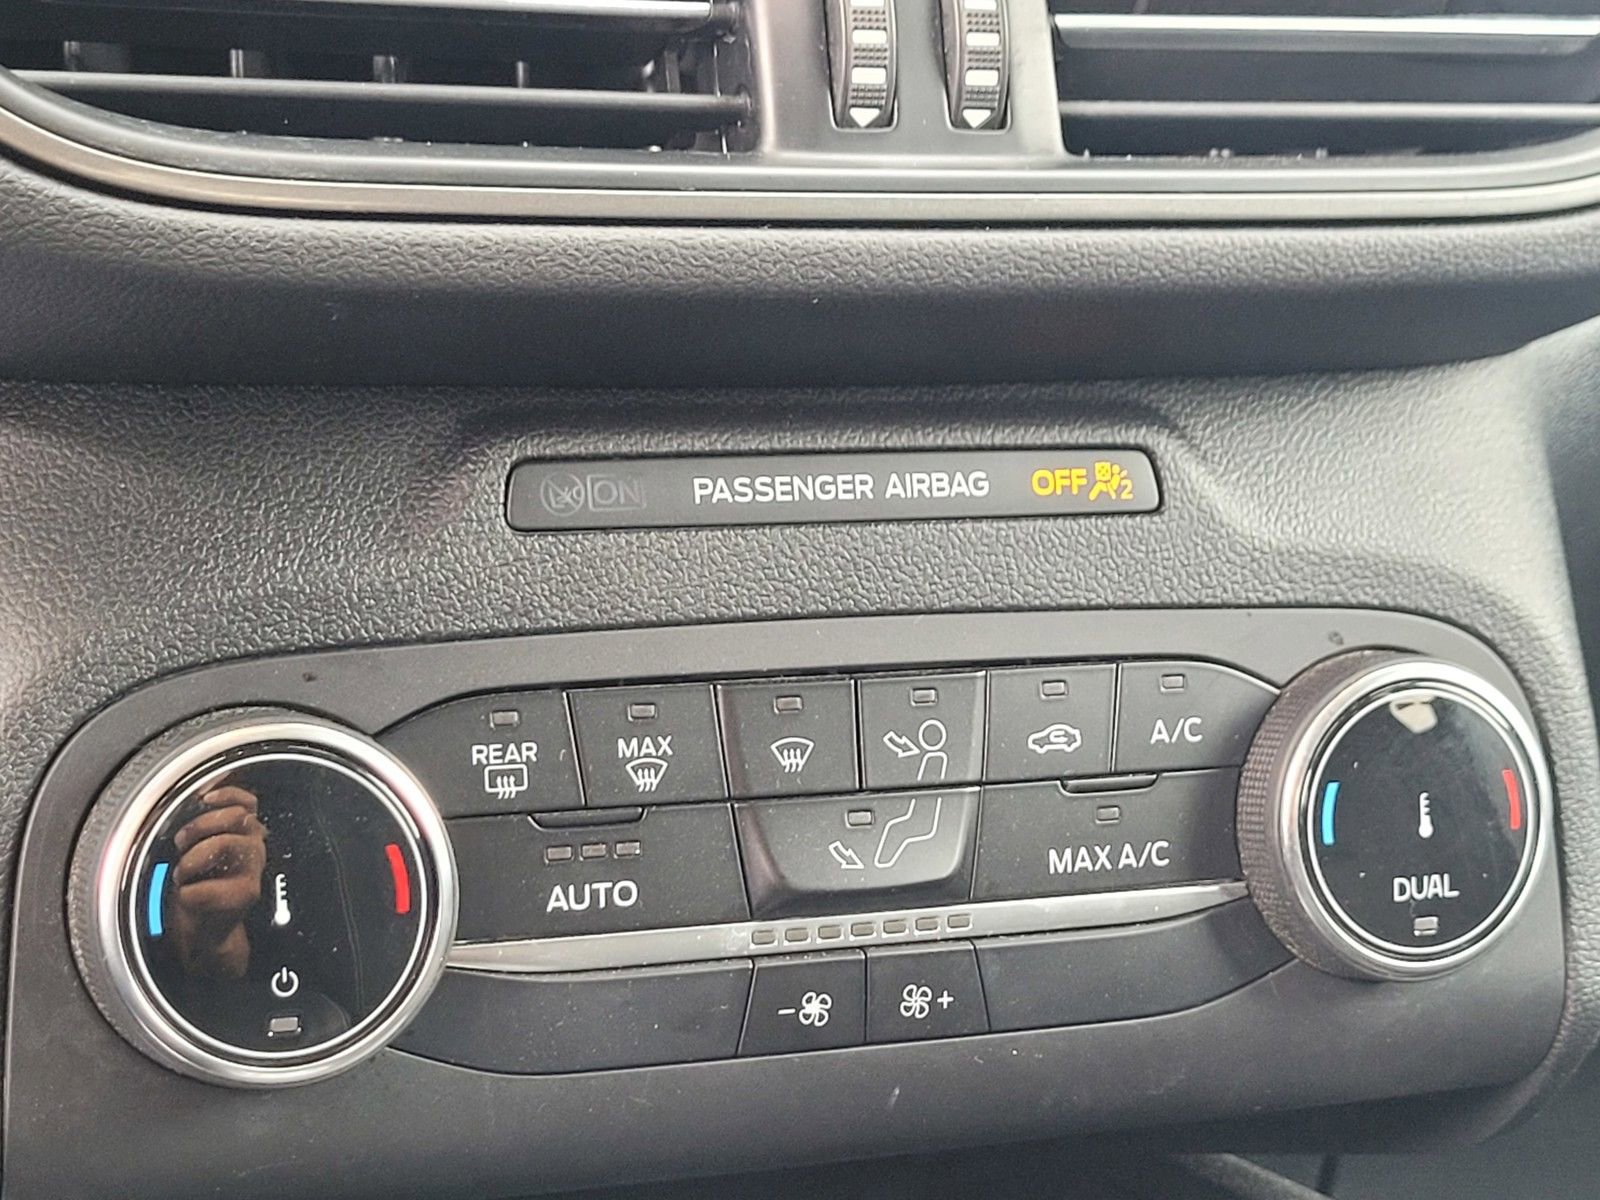 ON PASSENGER AIRBAG OFF 2
REAR MAX A/C
AUTO MAX A/C DUAL
- +